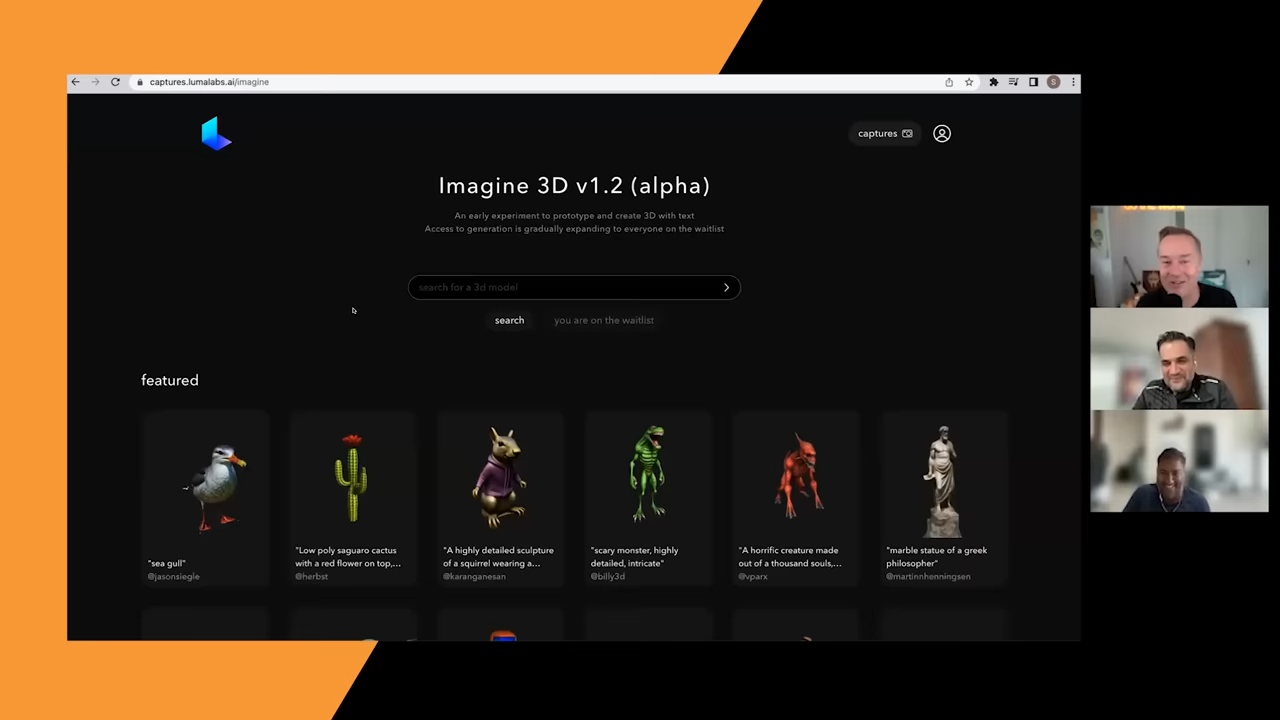 captures.lumalabs.ai/imagine
S
captures
Imagine 3D v1.2 (alpha)
An early experiment to prototype and create 3D with text
Access to generation is gradually expanding to everyone on the waitlist
search for a 3d model
search
you are on the waitlist
featured
"sea gull"
@jasonsiegle
"Low poly saguaro cactus
with a red flower on top,...
@herbst
"A highly detailed sculpture
of a squirrel wearing a...
@karanganesan
"scary monster, highly
detailed, intricate"
@billy3d
"A horrific creature made
out of a thousand souls,...
@vparx
"marble statue of a greek
philosopher"
@martinnhenningsen